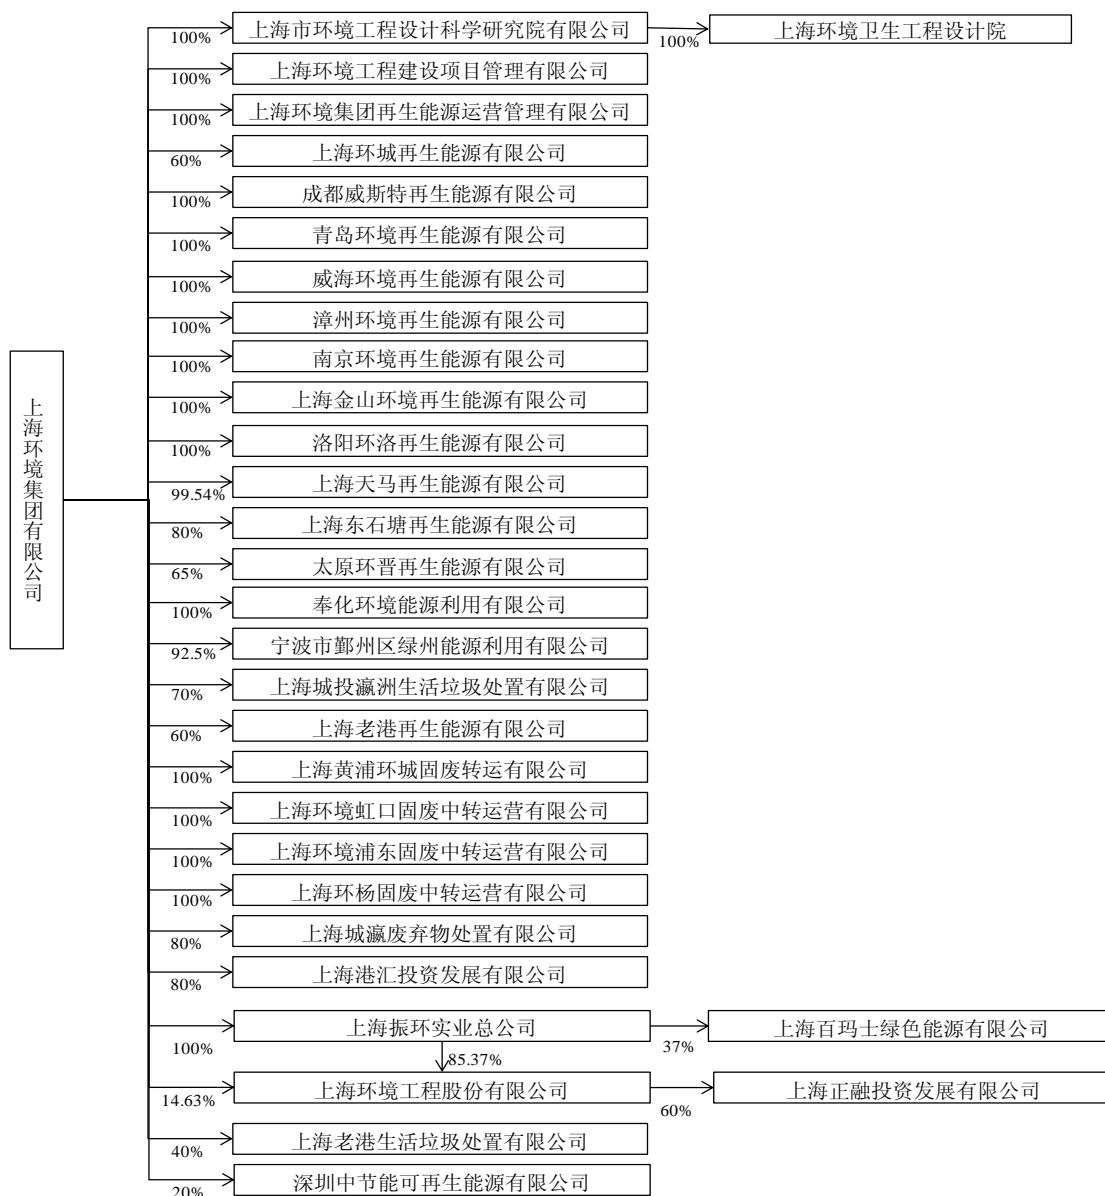 上海市环境工程设计科学研究院有限公司
100%
上海环境卫生工程设计院
100%
上海环境工程建设项目管理有限公司
100%
上海环境集团再生能源运营管理有限公司
100%
上海环城再生能源有限公司
60%
成都威斯特再生能源有限公司
100%
青岛环境再生能源有限公司
100%
威海环境再生能源有限公司
100%
漳州环境再生能源有限公司
100%
南京环境再生能源有限公司
100%
上海金山环境再生能源有限公司
100%
上海环境集团有限公司
洛阳环洛再生能源有限公司
100%
上海天马再生能源有限公司
99.54%
上海东石塘再生能源有限公司
80%
太原环晋再生能源有限公司
65%
奉化环境能源利用有限公司
100%
宁波市鄞州区绿州能源利用有限公司
92.5%
上海城投瀛洲生活垃圾处置有限公司
70%
上海老港再生能源有限公司
60%
上海黄浦环城固废转运有限公司
100%
上海环境虹口固废中转运营有限公司
100%
上海环境浦东固废中转运营有限公司
100%
上海环杨固废中转运营有限公司
100%
上海城瀛废弃物处置有限公司
80%
上海港汇投资发展有限公司
80%
上海振环实业总公司
100%
上海百玛士绿色能源有限公司
37%
85.37%
上海环境工程股份有限公司
14.63%
上海正融投资发展有限公司
60%
上海老港生活垃圾处置有限公司
40%
深圳中节能可再生能源有限公司
20%